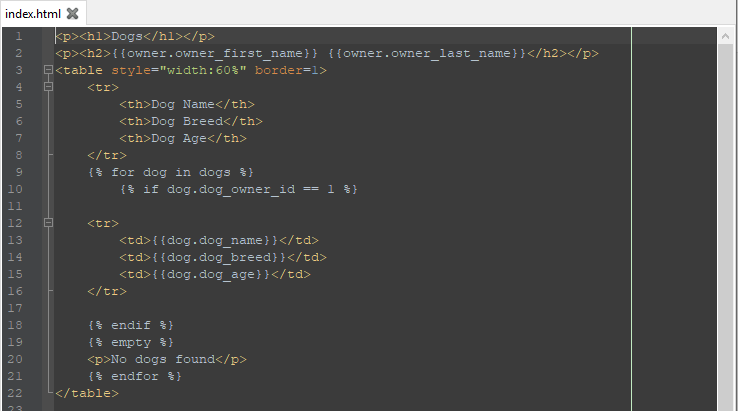 index.html
1 <p><h1>Dogs</h1></p>
2 <p><h2>{{owner.owner_first_name}} {{owner.owner_last_name}}</h2></p>
3 <table style="width:60%" border=1>
4 <tr>
5 <th>Dog Name</th>
6 <th>Dog Breed</th>
7 <th>Dog Age</th>
8 </tr>
9 {% for dog in dogs %}
10 {% if dog.dog_owner_id == 1 %}
11
12 <tr>
13 <td>{{dog.dog_name}}</td>
14 <td>{{dog.dog_breed}}</td>
15 <td>{{dog.dog_age}}</td>
16 </tr>
17
18 {% endif %}
19 {% empty %}
20 <p>No dogs found</p>
21 {% endfor %}
22 </table>
23